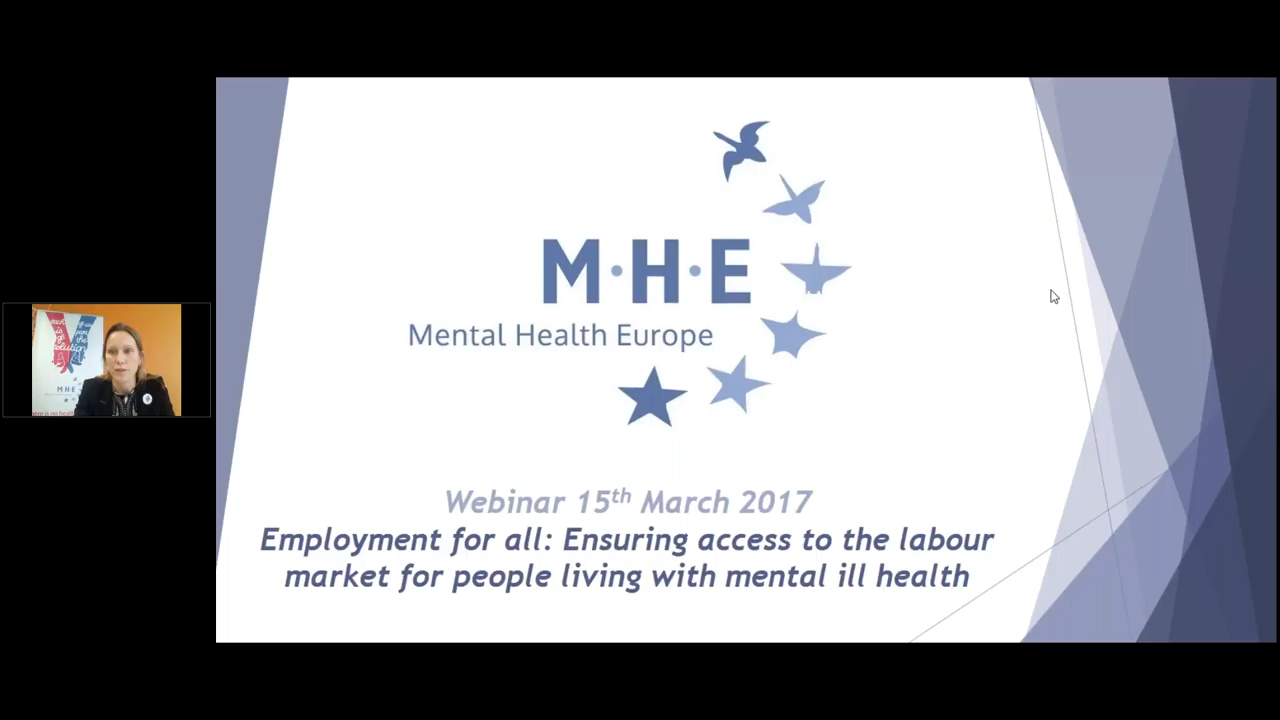 M·H·E
Mental Health Europe
Webinar 15th March 2017
Employment for all: Ensuring access to the labour
market for people living with mental ill health
MHE